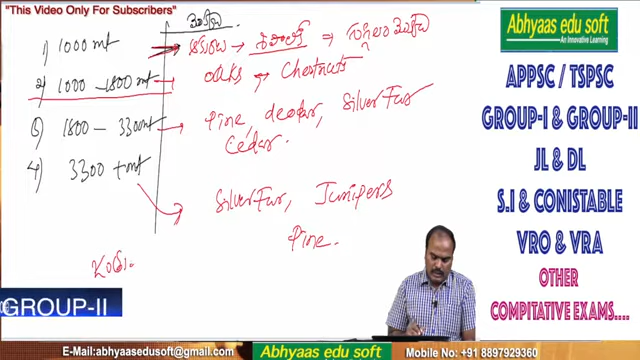 "This Video Only For Subscribers"
1) 1000 mt
2) 1000 - 1800 mt → oaks Chestnuts
3) 1800 - 3300mt → Pine, deodar, Silver Fur
Cedar.
4) 3300 + mt
Silver Fur, Junipers
Pine.
GROUP-II
Abhyaas edu soft
An Innovative Learning
APPSC / TSPSC
GROUP-I & GROUP-II
JL & DL
S.I & CONISTABLE
VRO & VRA
OTHER
COMPITATIVE EXAMS....
E-Mail:abhyaasedusoft@gmail.com Abhyaas edu soft Mobile No: +91 8897929360